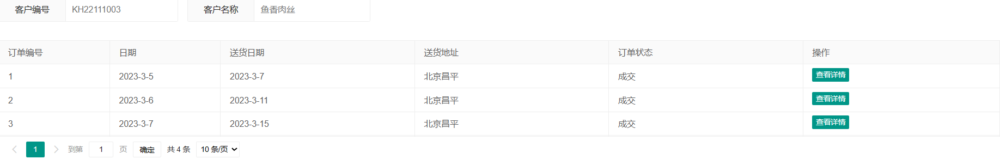 客户编号 KH22111003 客户名称 鱼香肉丝
订单编号 日期 送货日期 送货地址 订单状态 操作
1 2023-3-5 2023-3-7 北京昌平 成交 查看详情
2 2023-3-6 2023-3-11 北京昌平 成交 查看详情
3 2023-3-7 2023-3-15 北京昌平 成交 查看详情
1 到第 1 页 确定 共 4 条 10 条/页